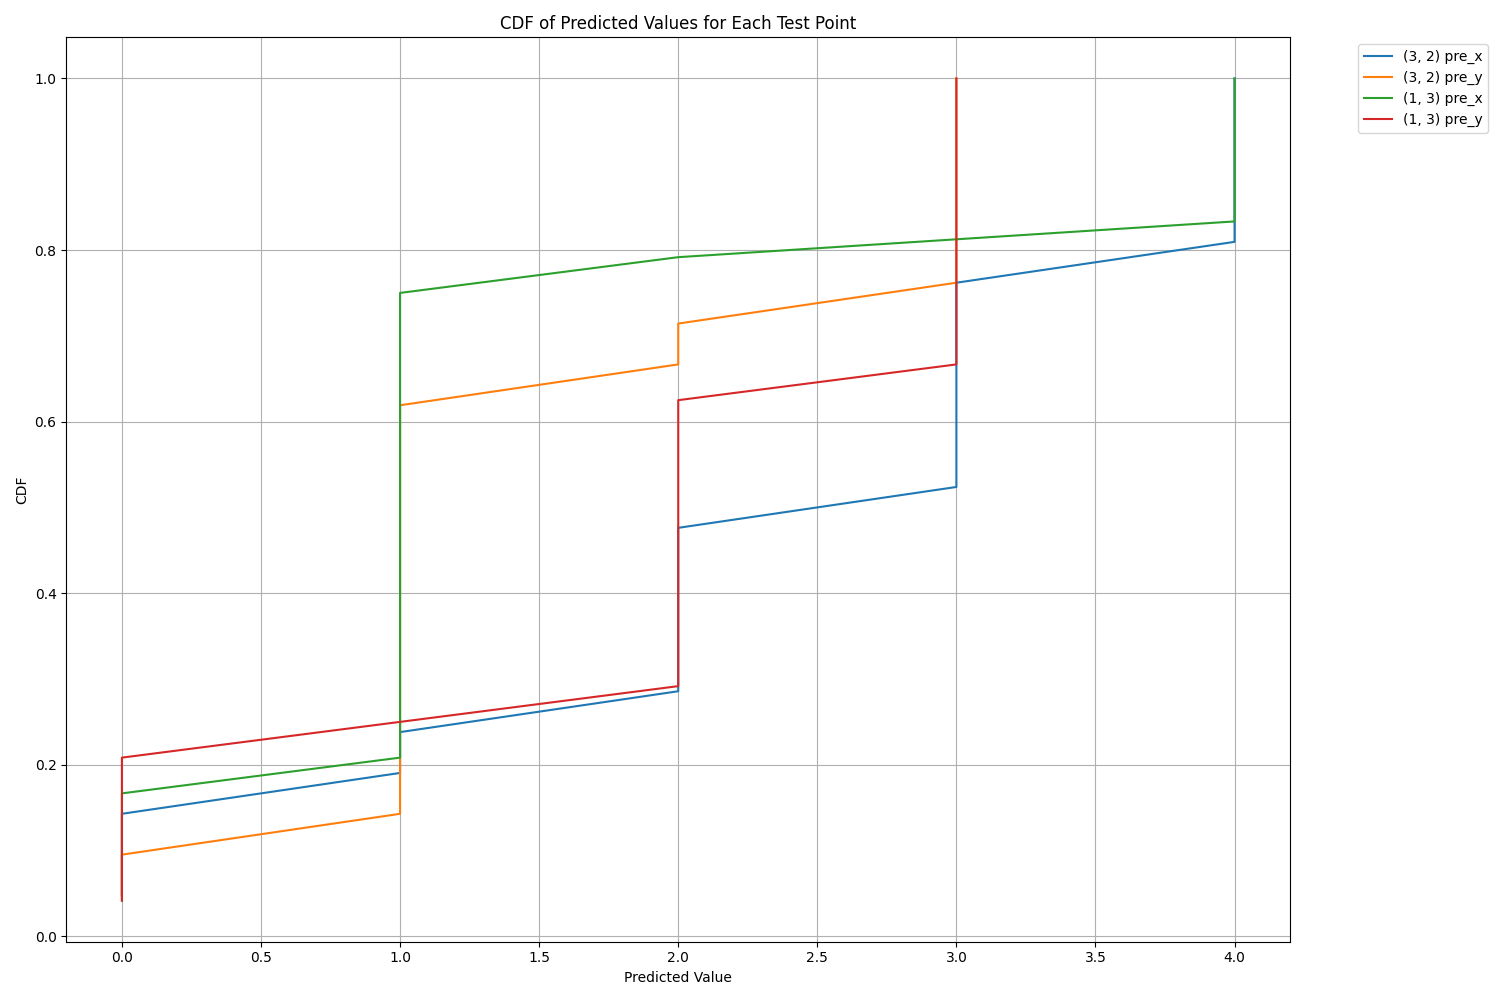 CDF of Predicted Values for Each Test Point
(3, 2) pre_x
(3, 2) pre_y
(1, 3) pre_x
(1, 3) pre_y
1.0
0.8
0.6
0.4
0.2
0.0
CDF
0.0 0.5 1.0 1.5 2.0 2.5 3.0 3.5 4.0
Predicted Value